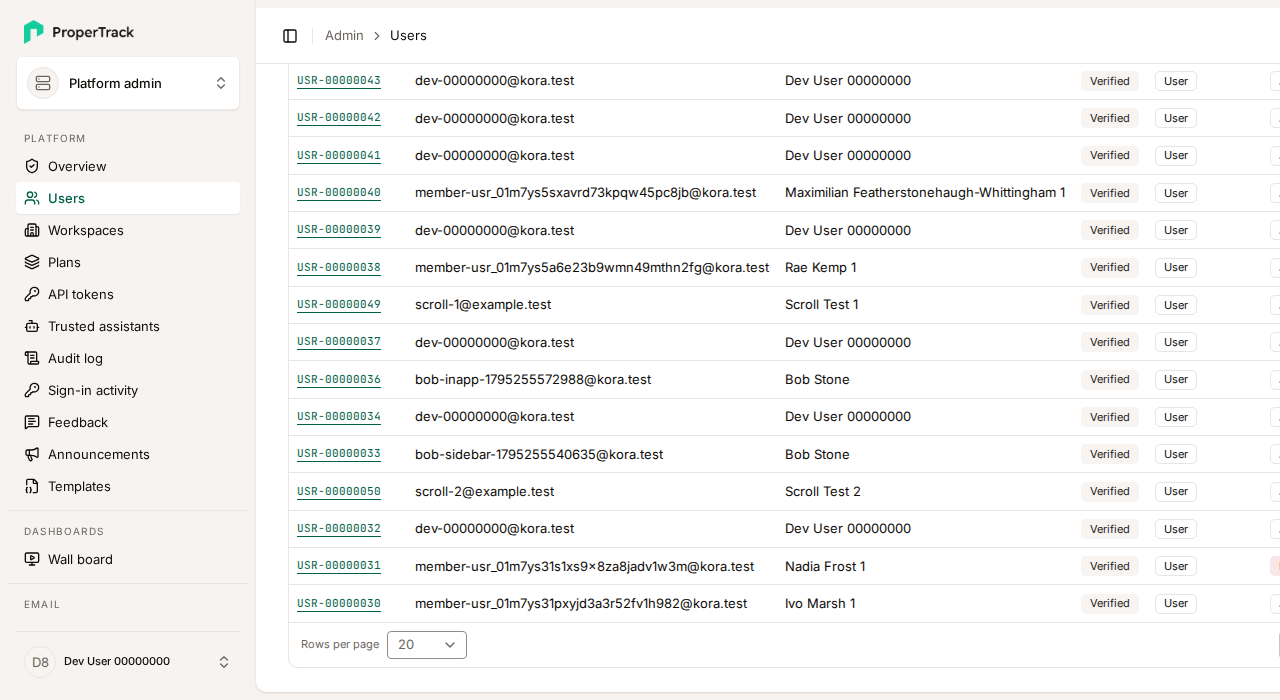 ProperTrack
Platform admin
PLATFORM
Overview
Users
Workspaces
Plans
API tokens
Trusted assistants
Audit log
Sign-in activity
Feedback
Announcements
Templates
DASHBOARDS
Wall board
EMAIL
D8 Dev User 00000000
Admin > Users
USR-00000043 dev-00000000@kora.test Dev User 00000000 Verified User
USR-00000042 dev-00000000@kora.test Dev User 00000000 Verified User
USR-00000041 dev-00000000@kora.test Dev User 00000000 Verified User
USR-00000040 member-usr_01m7ys5sxavrd73kpqw45pc8jb@kora.test Maximilian Featherstonehaugh-Whittingham 1 Verified User
USR-00000039 dev-00000000@kora.test Dev User 00000000 Verified User
USR-00000038 member-usr_01m7ys5a6e23b9wmn49mthn2fg@kora.test Rae Kemp 1 Verified User
USR-00000049 scroll-1@example.test Scroll Test 1 Verified User
USR-00000037 dev-00000000@kora.test Dev User 00000000 Verified User
USR-00000036 bob-inapp-1795255572988@kora.test Bob Stone Verified User
USR-00000034 dev-00000000@kora.test Dev User 00000000 Verified User
USR-00000033 bob-sidebar-1795255540635@kora.test Bob Stone Verified User
USR-00000050 scroll-2@example.test Scroll Test 2 Verified User
USR-00000032 dev-00000000@kora.test Dev User 00000000 Verified User
USR-00000031 member-usr_01m7ys31s1xs9×8za8jadv1w3m@kora.test Nadia Frost 1 Verified User
USR-00000030 member-usr_01m7ys31pxyjd3a3r52fv1h982@kora.test Ivo Marsh 1 Verified User
Rows per page 20